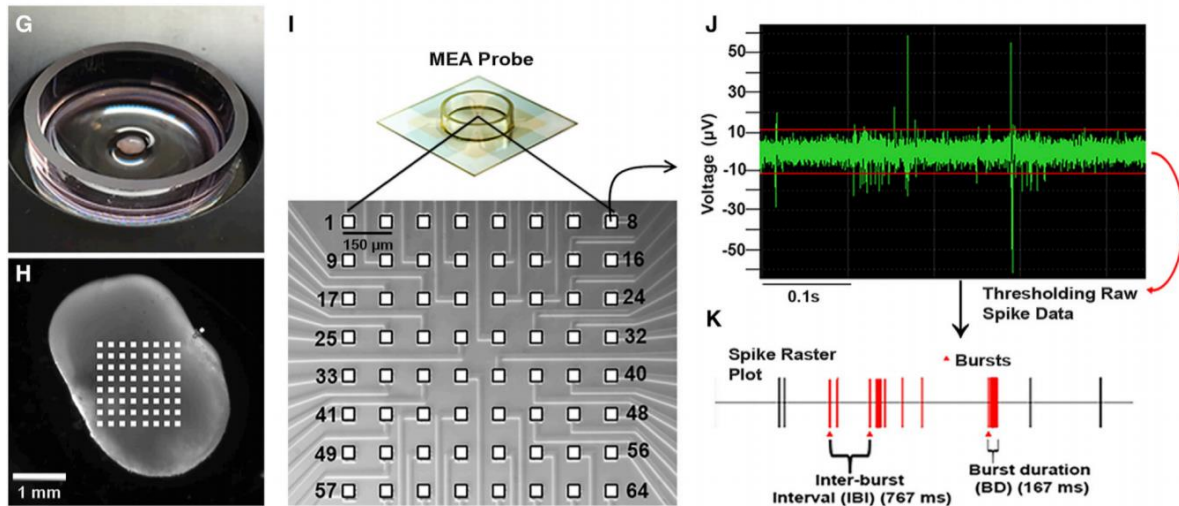 G
H
1 mm
I
MEA Probe
1
8
150 µm
9
16
17
24
25
32
33
40
41
48
49
56
57
64
J
Voltage (µV)
50
30
10
-10
-30
-50
0.1s
Thresholding Raw
Spike Data
K
Spike Raster
Plot
Bursts
Inter-burst
Interval (IBI) (767 ms)
Burst duration
(BD) (167 ms)